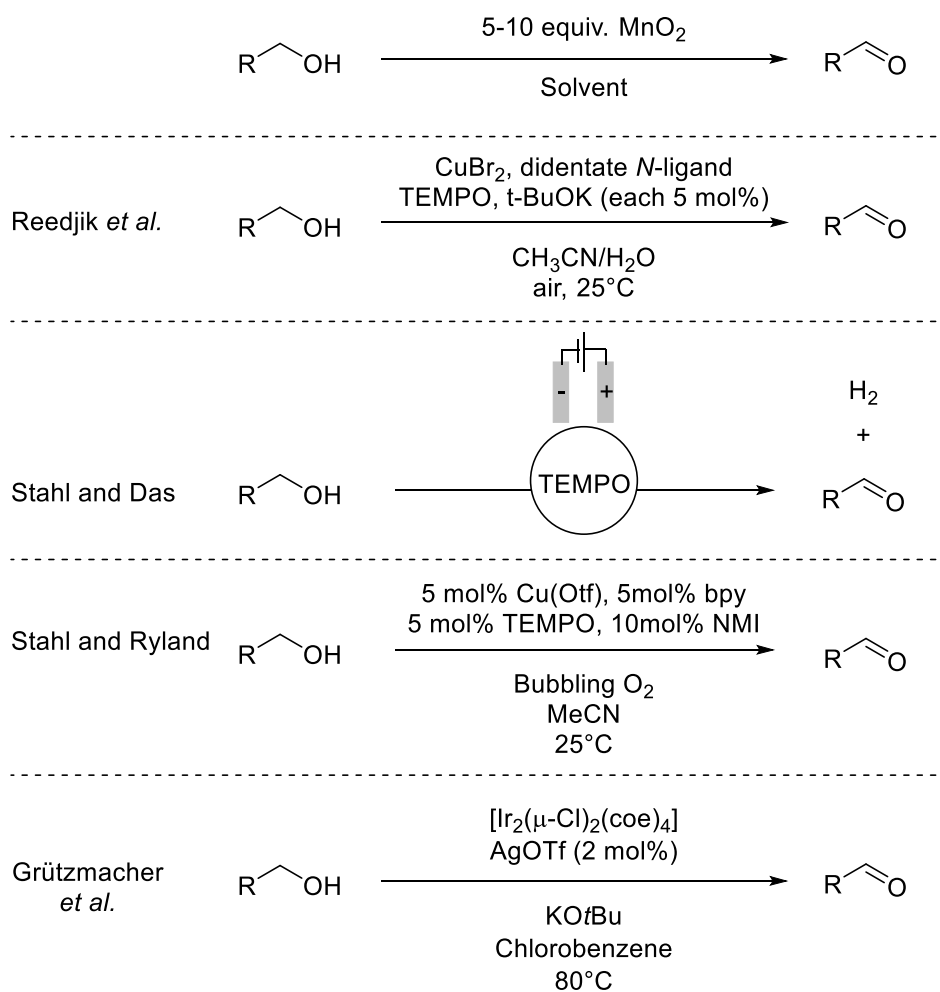 5-10 equiv. MnO₂
R OH R O
Solvent
CuBr₂, didentate N-ligand
TEMPO, t-BuOK (each 5 mol%)
Reedjik et al. R OH R O
CH₃CN/H₂O
air, 25°C
- +
H₂
+
Stahl and Das R OH TEMPO R O
5 mol% Cu(Otf), 5mol% bpy
5 mol% TEMPO, 10mol% NMI
Stahl and Ryland R OH R O
Bubbling O₂
MeCN
25°C
[Ir₂(μ-Cl)₂(coe)₄]
AgOTf (2 mol%)
Grützmacher
et al.
R OH R O
KOtBu
Chlorobenzene
80°C